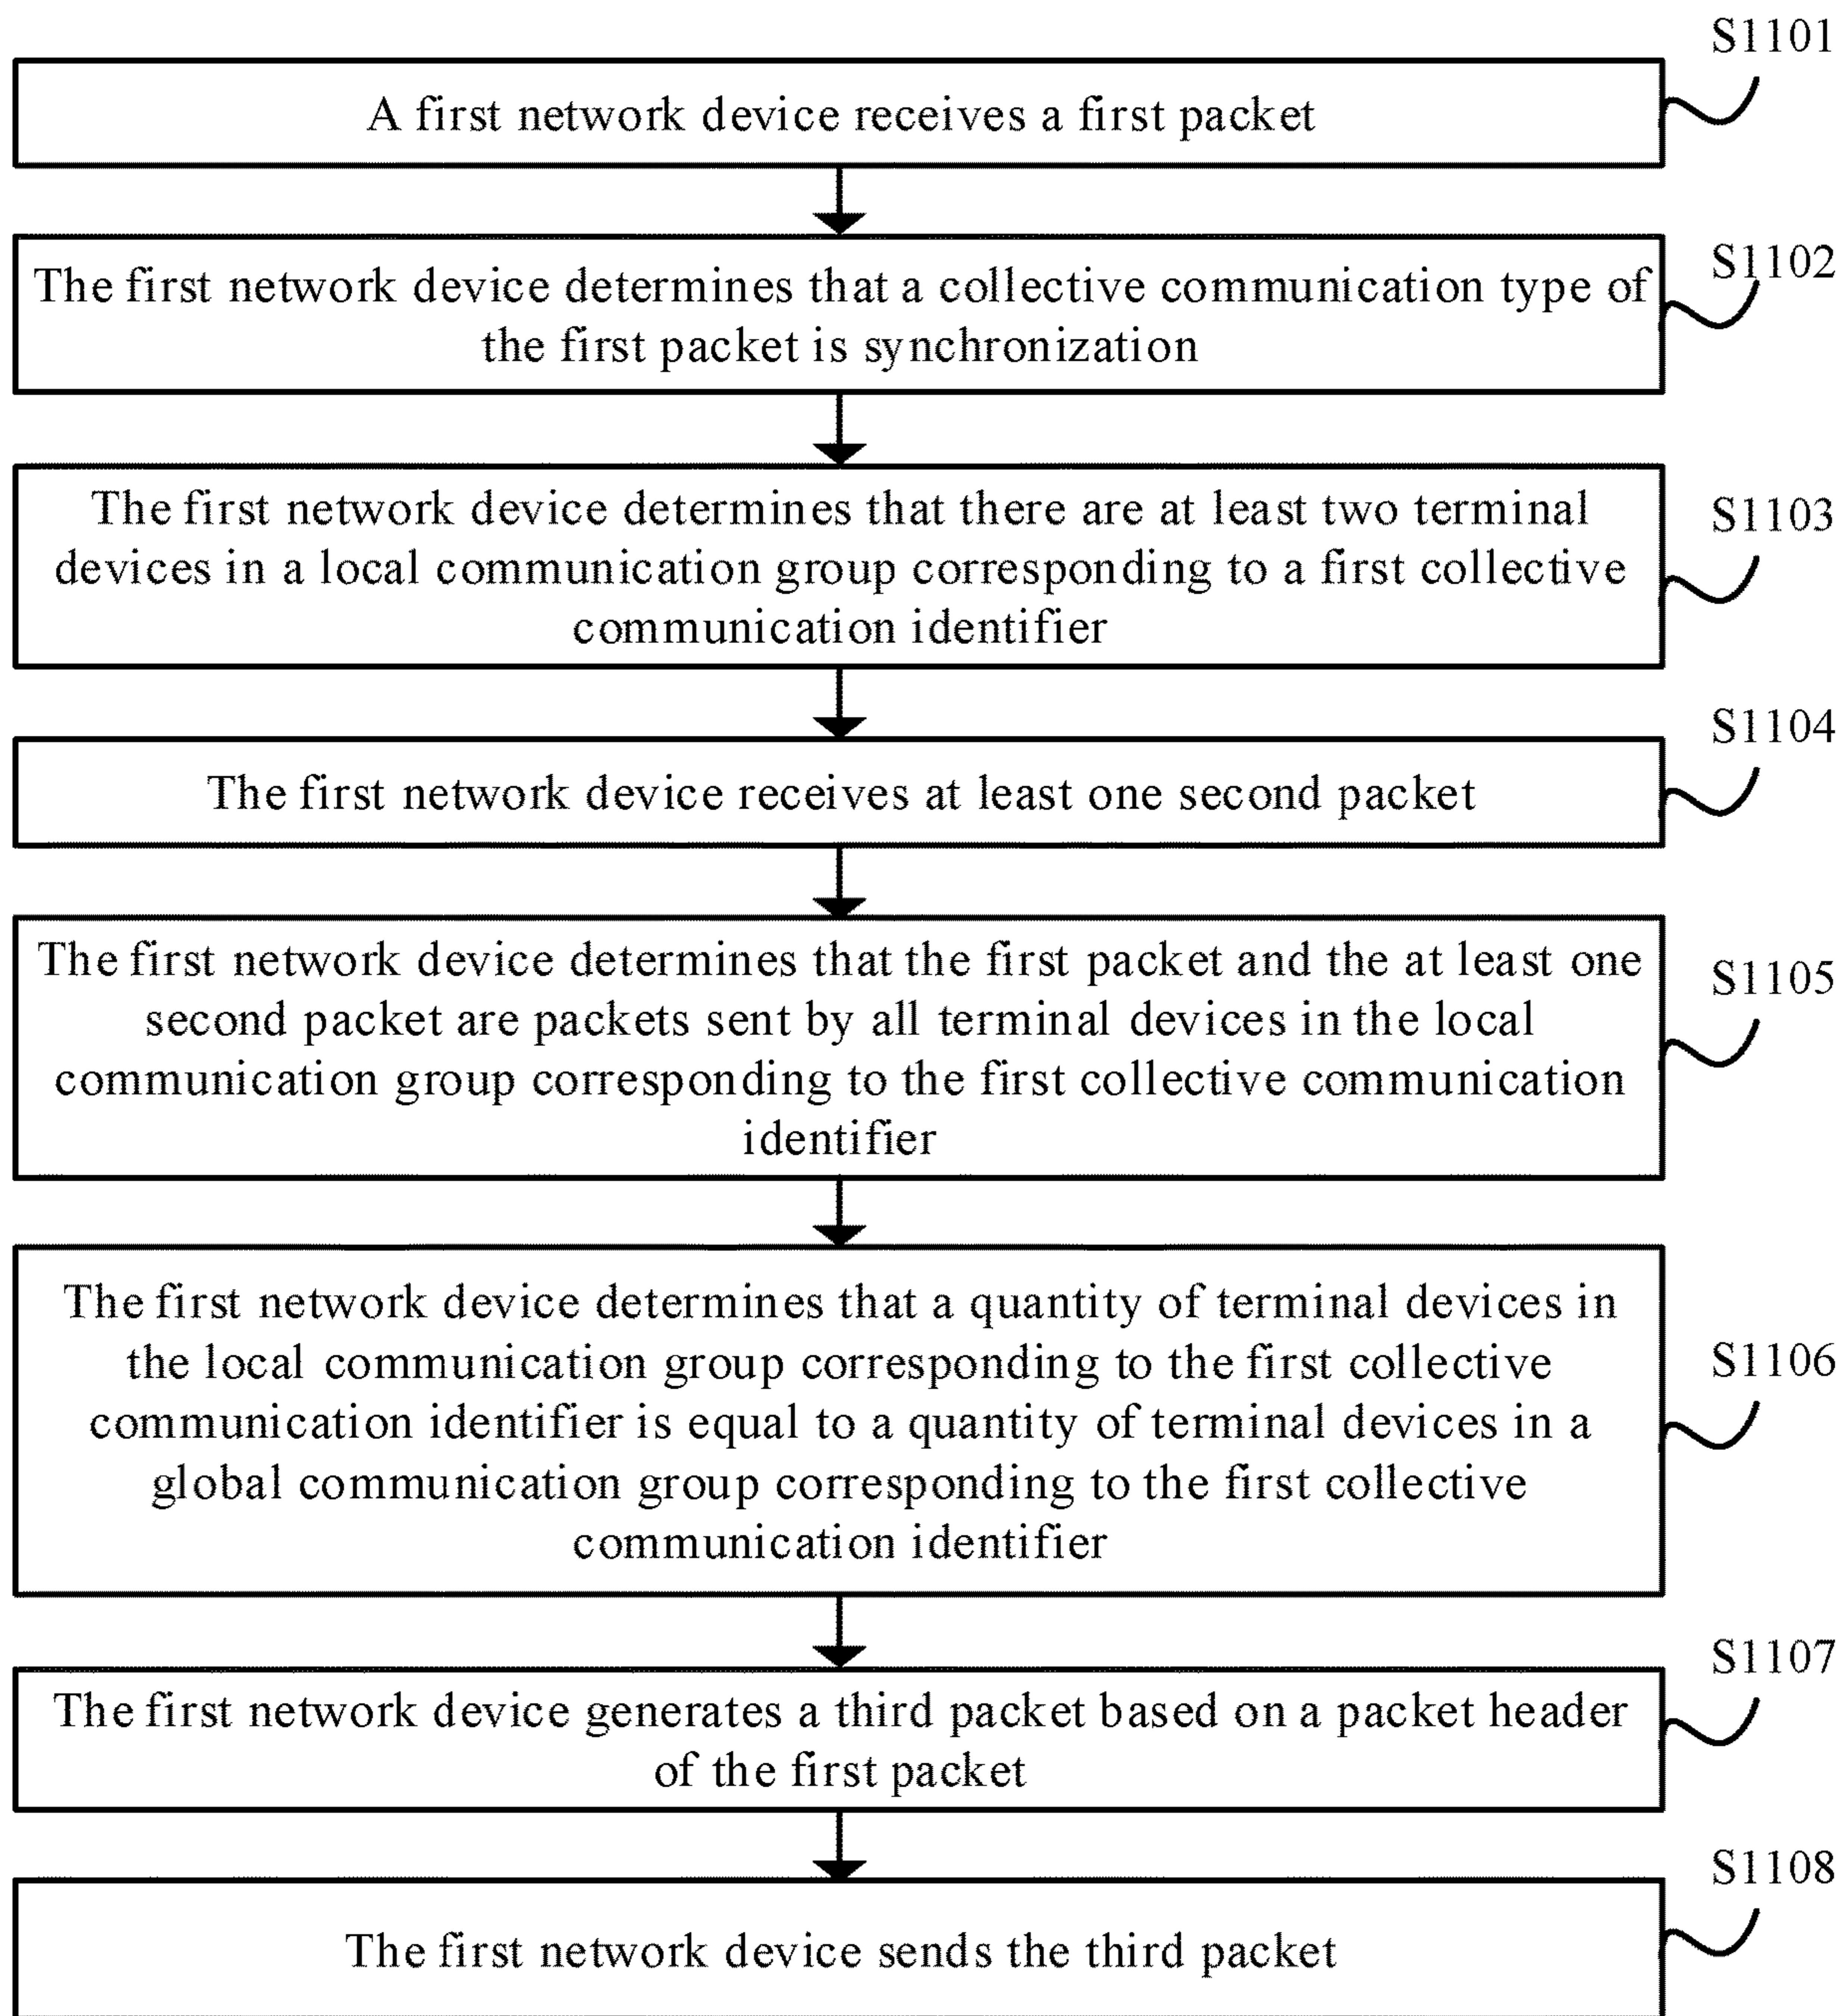 S1101
A first network device receives a first packet
S1102
The first network device determines that a collective communication type of
the first packet is synchronization
S1103
The first network device determines that there are at least two terminal
devices in a local communication group corresponding to a first collective
communication identifier
S1104
The first network device receives at least one second packet
S1105
The first network device determines that the first packet and the at least one
second packet are packets sent by all terminal devices in the local
communication group corresponding to the first collective communication
identifier
S1106
The first network device determines that a quantity of terminal devices in
the local communication group corresponding to the first collective
communication identifier is equal to a quantity of terminal devices in a
global communication group corresponding to the first collective
communication identifier
S1107
The first network device generates a third packet based on a packet header
of the first packet
S1108
The first network device sends the third packet